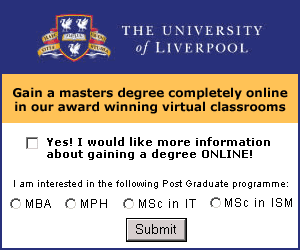 THE UNIVERSITY
of LIVERPOOL
Gain a masters degree completely online
in our award winning virtual classrooms
Yes! I would like more information
about gaining a degree ONLINE!
I am interested in the following Post Graduate programme:
MBA MPH MSc in IT MSc in ISM
Submit